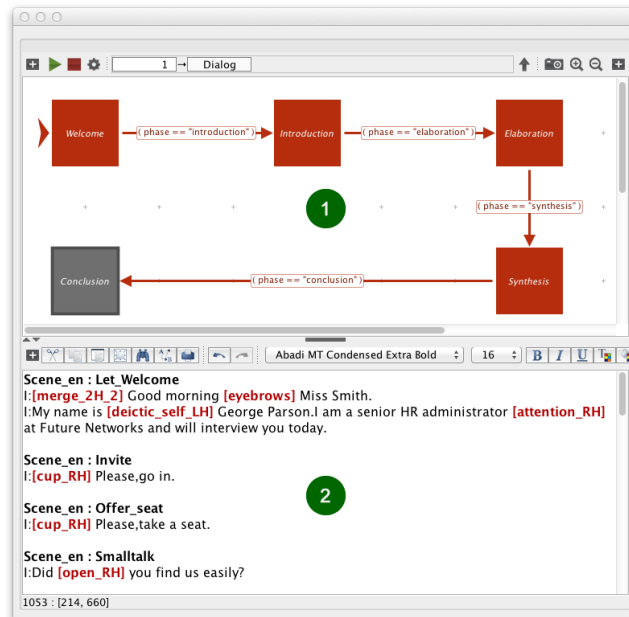 1 → Dialog
Welcome
( phase == "introduction" )
Introduction
( phase == "elaboration" )
Elaboration
1
( phase == "synthesis" )
Conclusion
( phase == "conclusion" )
Synthesis
Abadi MT Condensed Extra Bold 16 B I U T
Scene_en : Let_Welcome
I:[merge_2H_2] Good morning [eyebrows] Miss Smith.
I:My name is [deictic_self_LH] George Parson.I am a senior HR administrator [attention_RH]
at Future Networks and will interview you today.
Scene_en : Invite
I:[cup_RH] Please,go in.
2
Scene_en : Offer_seat
I:[cup_RH] Please,take a seat.
Scene_en : Smalltalk
I:Did [open_RH] you find us easily?
1053 : [214, 660]